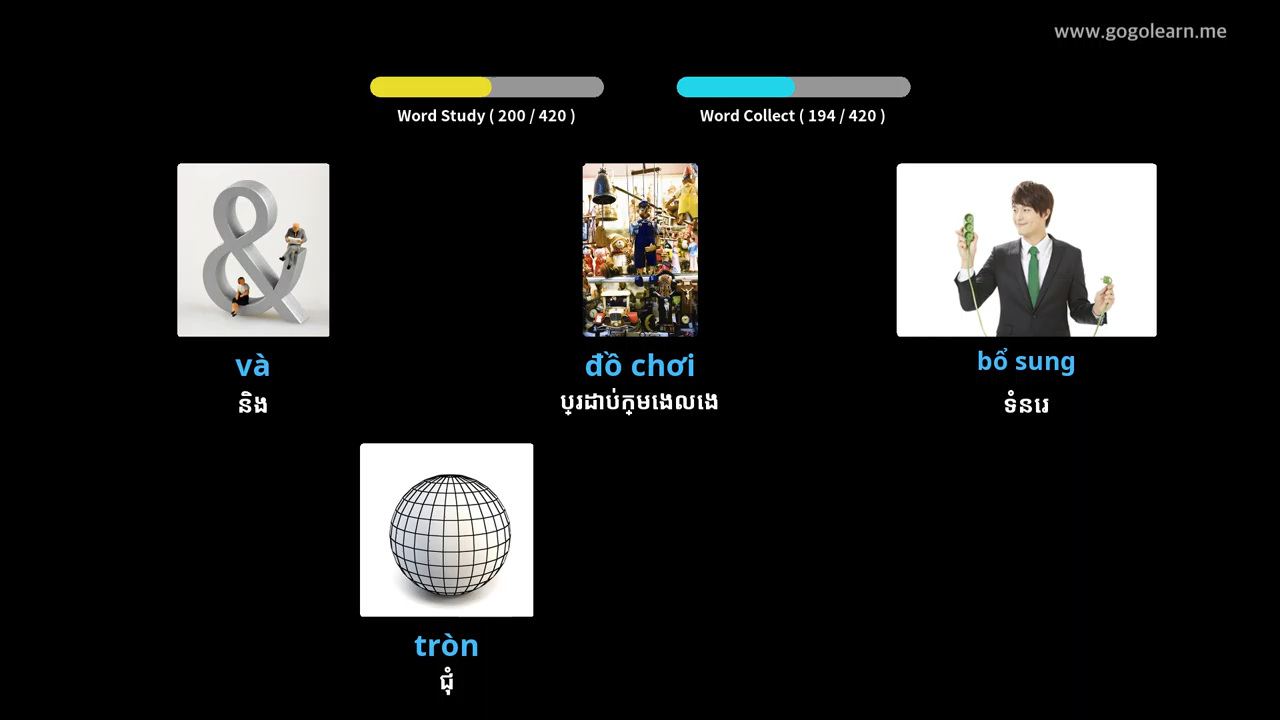 www.gogolearn.me
Word Study ( 200 / 420 )
Word Collect ( 194 / 420 )
&
và
đồ chơi
bổ sung
និង
ប្រដាប់ក្មេងលេង
ទំនេរ
tròn
ជុំ